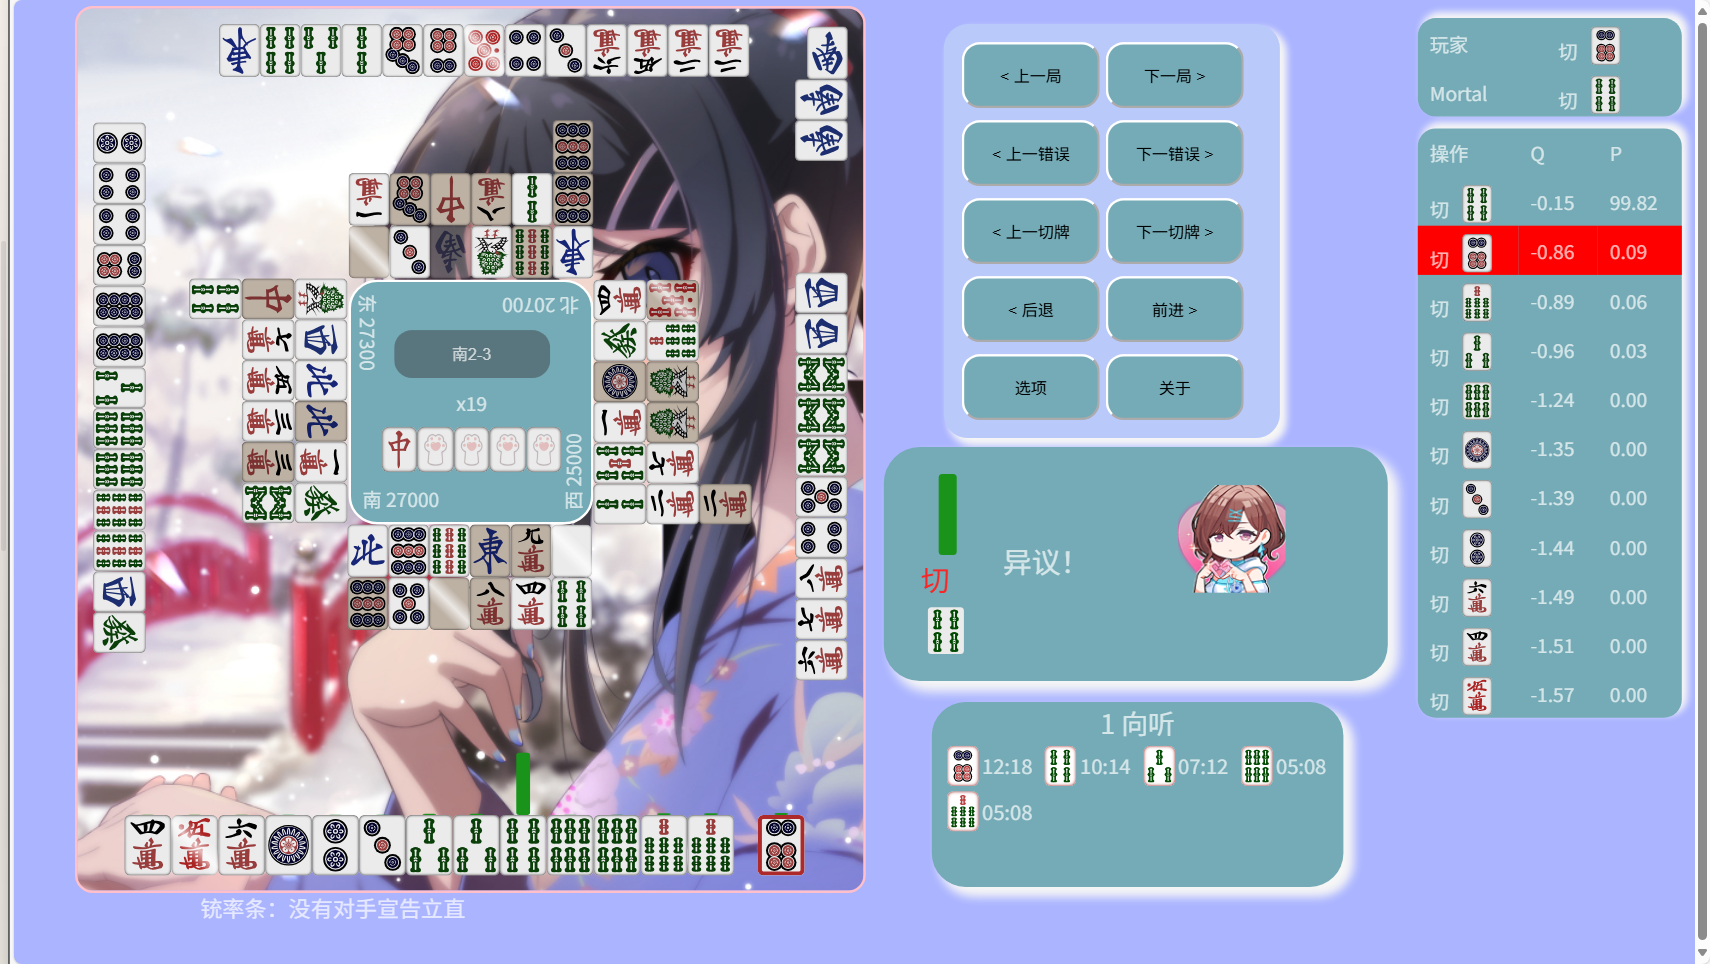 < 上一局
下一局 >
< 上一错误
下一错误 >
< 上一切牌
下一切牌 >
< 后退
前进 >
选项
关于
玩家 切
Mortal 切
操作 Q P
切 -0.15 99.82
切 -0.86 0.09
切 -0.89 0.06
切 -0.96 0.03
切 -1.24 0.00
切 -1.35 0.00
切 -1.39 0.00
切 -1.44 0.00
切 -1.49 0.00
切 -1.51 0.00
切 -1.57 0.00
东 27300
北 20700
南2-3
x19
南 27000
西 25000
切
异议！
1 向听
12:18 10:14 07:12 05:08
05:08
铳率条：没有对手宣告立直